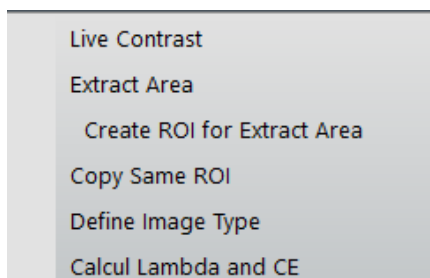 Live Contrast
Extract Area
Create ROI for Extract Area
Copy Same ROI
Define Image Type
Calcul Lambda and CE